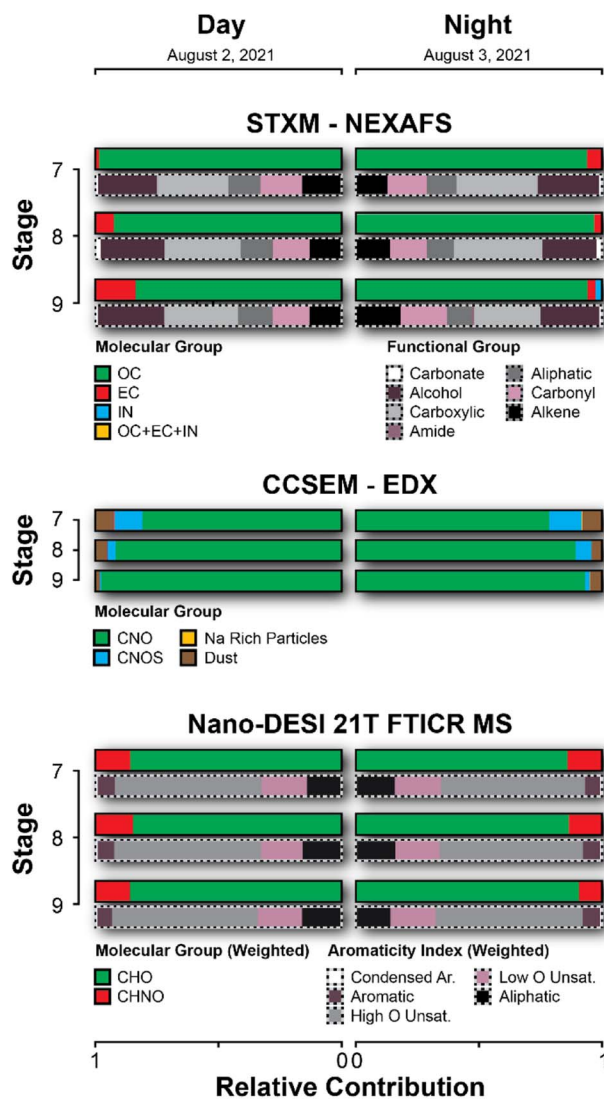 Day Night
August 2, 2021 August 3, 2021
STXM - NEXAFS
7
8
9
Stage
Molecular Group Functional Group
OC Carbonate Aliphatic
EC Alcohol Carbonyl
IN Carboxylic Alkene
OC+EC+IN Amide
CCSEM - EDX
7
8
9
Stage
Molecular Group
CNO Na Rich Particles
CNOS Dust
Nano-DESI 21T FTICR MS
7
8
9
Stage
Molecular Group (Weighted) Aromaticity Index (Weighted)
CHO Condensed Ar. Low O Unsat.
CHNO Aromatic Aliphatic
High O Unsat.
1 0 0 1
Relative Contribution